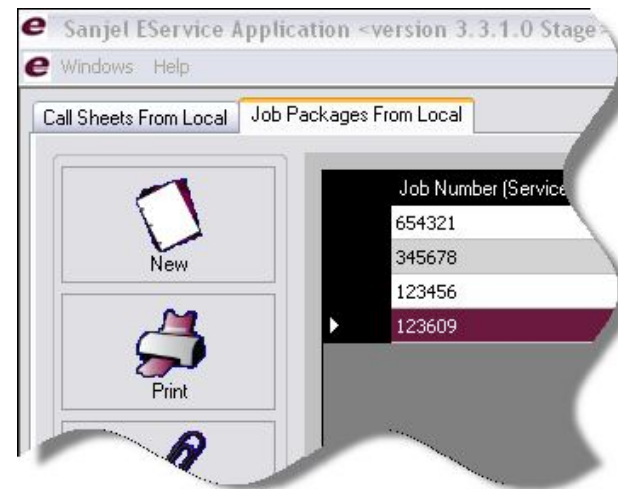 e Sanjel EService Application <version 3.3.1.0 Stage>
e Windows Help
Call Sheets From Local Job Packages From Local
Job Number (Service
New
654321
345678
123456
Print
123609